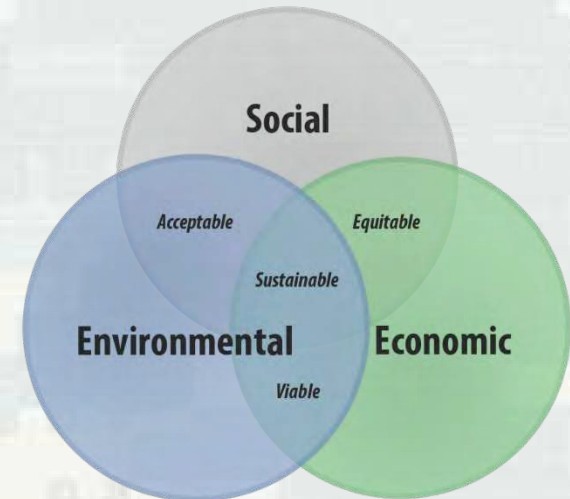 Social
Acceptable
Equitable
Sustainable
Environmental
Economic
Viable